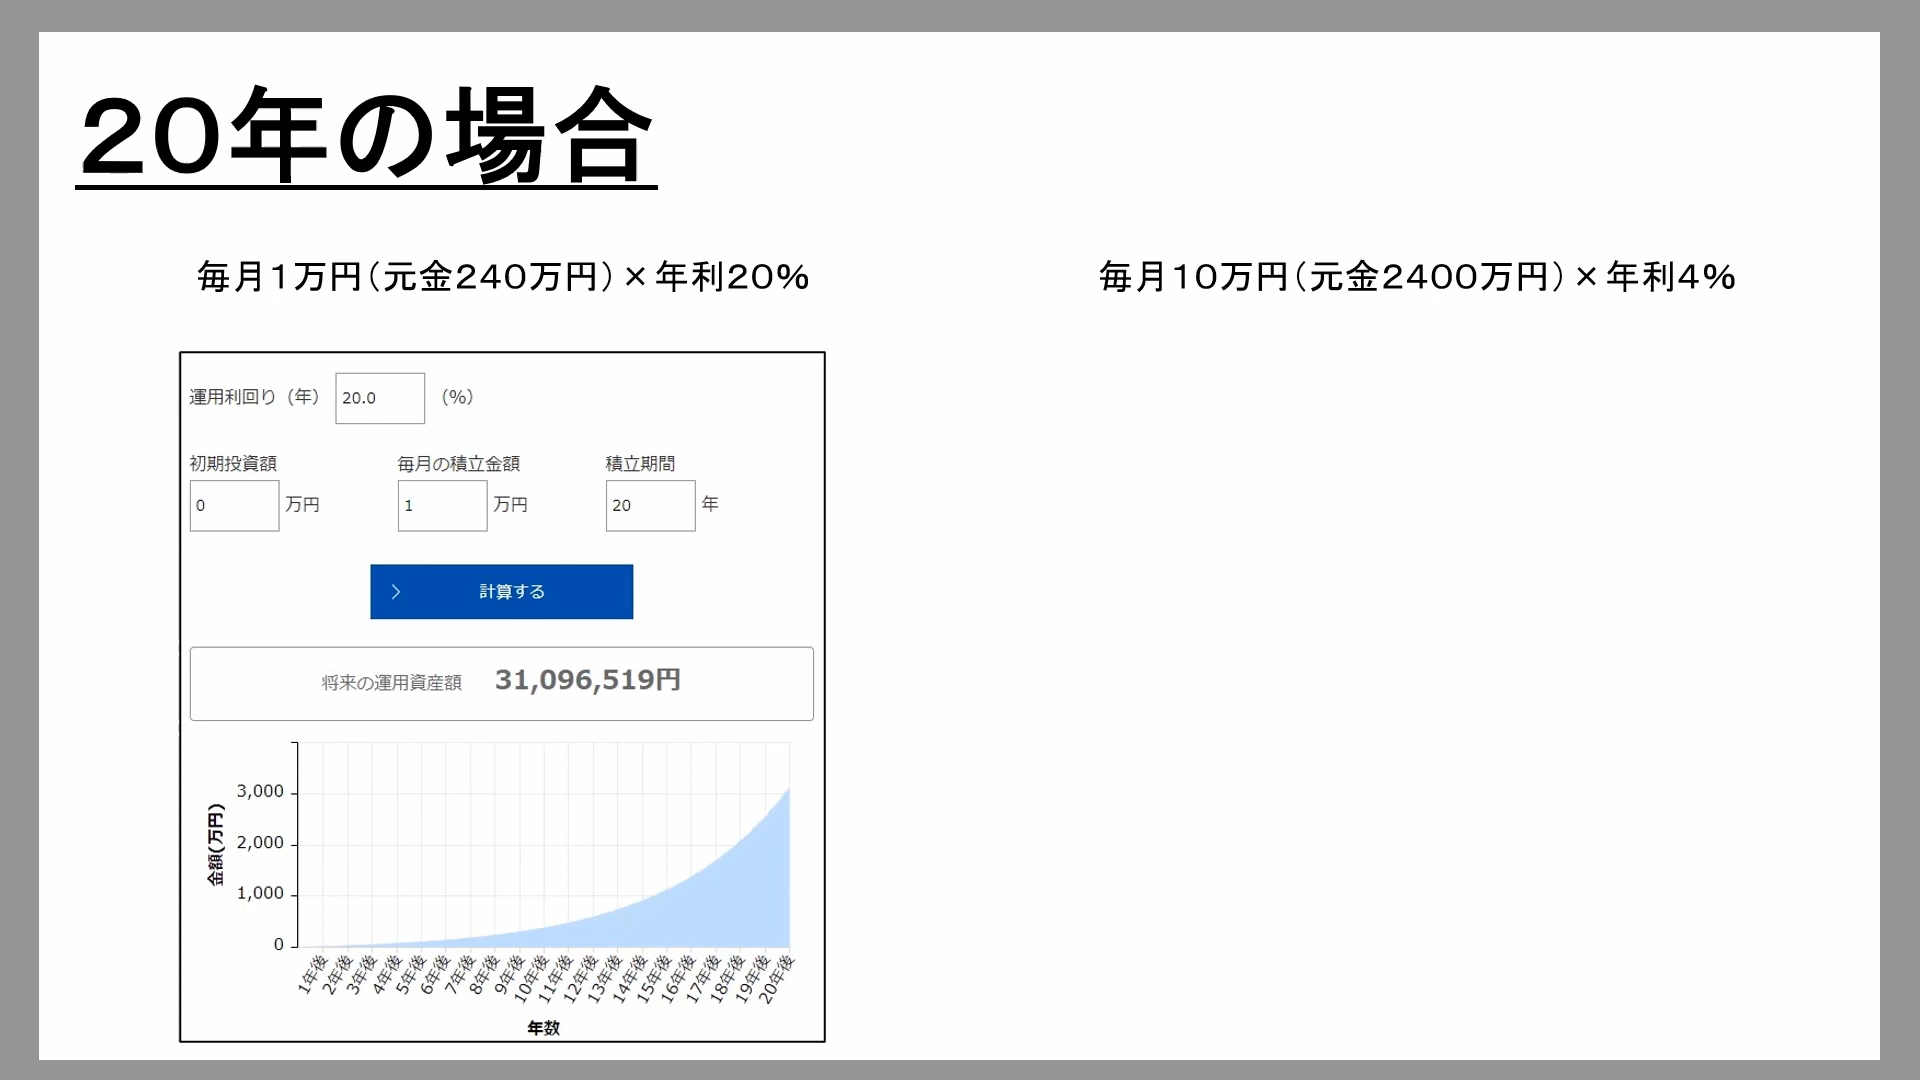 20年の場合
毎月1万円(元金240万円)×年利20%
毎月10万円(元金2400万円)×年利4%
運用利回り（年） 20.0 （%）
初期投資額 毎月の積立金額 積立期間
0 万円 1 万円 20 年
計算する
将来の運用資産額 31,096,519円
金額(万円)
3,000
2,000
1,000
0
1年後 2年後 3年後 4年後 5年後 6年後 7年後 8年後 9年後 10年後 11年後 12年後 13年後 14年後 15年後 16年後 17年後 18年後 19年後 20年後
年数